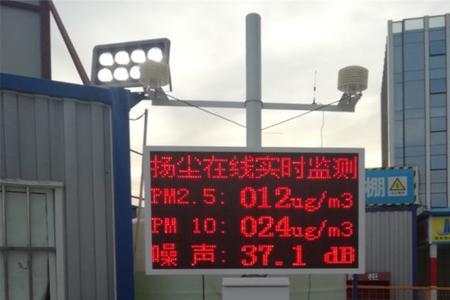 扬尘在线实时监测
PM2.5: 012ug/m3
PM 10: 024ug/m3
噪 声: 37.1 dB
棚